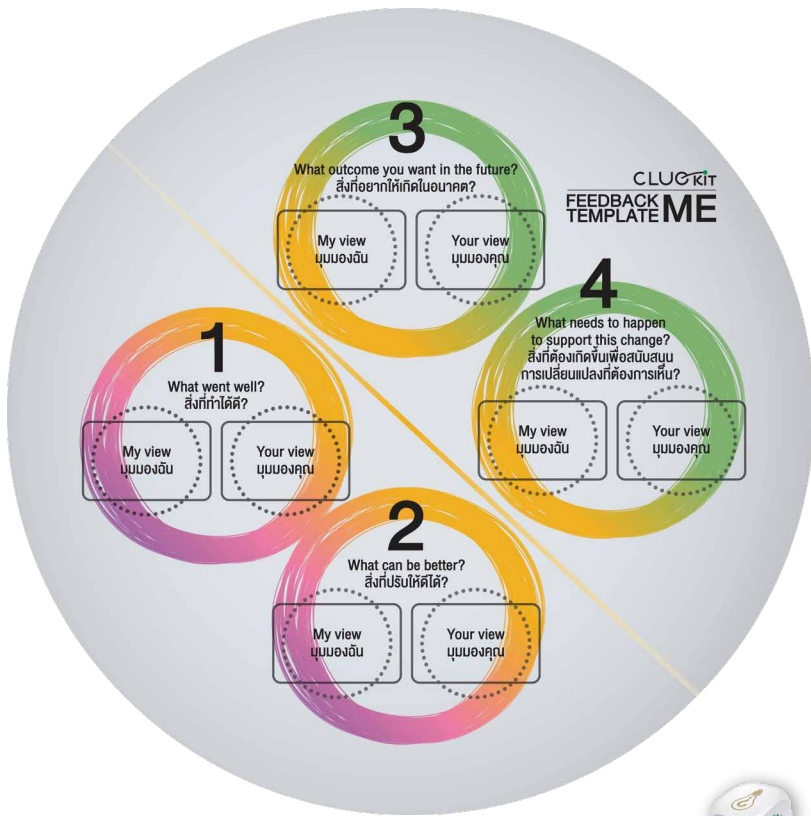 CLUE KIT
FEEDBACK
TEMPLATE ME
1
What went well?
สิ่งที่ทำได้ดี?
My view
มุมมองฉัน
Your view
มุมมองคุณ
2
What can be better?
สิ่งที่ปรับให้ดีได้?
My view
มุมมองฉัน
Your view
มุมมองคุณ
3
What outcome you want in the future?
สิ่งที่อยากให้เกิดในอนาคต?
My view
มุมมองฉัน
Your view
มุมมองคุณ
4
What needs to happen
to support this change?
สิ่งที่ต้องเกิดขึ้นเพื่อสนับสนุน
การเปลี่ยนแปลงที่ต้องการเห็น?
My view
มุมมองฉัน
Your view
มุมมองคุณ